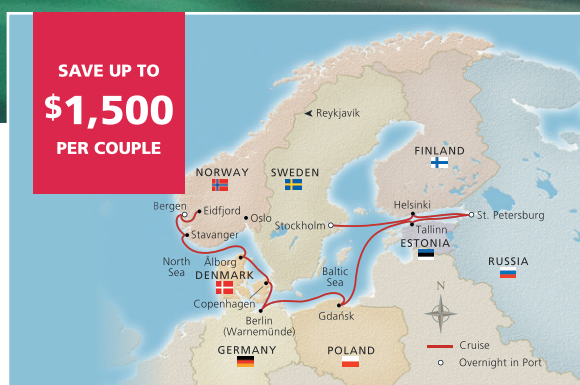 SAVE UP TO
$1,500
PER COUPLE
Reykjavik
FINLAND
NORWAY
SWEDEN
Bergen
Eidfjord
Oslo
Helsinki
Stockholm
St. Petersburg
Stavanger
Tallinn
ESTONIA
North
Sea
Ålborg
DENMARK
Baltic
Sea
RUSSIA
Copenhagen
N
Berlin
(Warnemünde)
Gdańsk
GERMANY
POLAND
Cruise
Overnight in Port